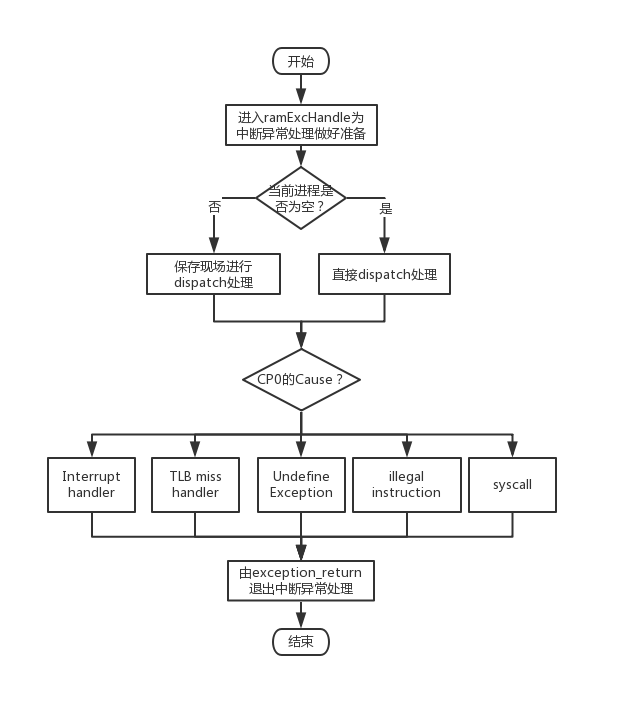 开始
进入ramExcHandle为
中断异常处理做好准备
当前进程是
否为空？
否
是
保存现场进行
dispatch处理
直接dispatch处理
CP0的Cause？
Interrupt
handler
TLB miss
handler
Undefine
Exception
illegal
instruction
syscall
由exception_return
退出中断异常处理
结束